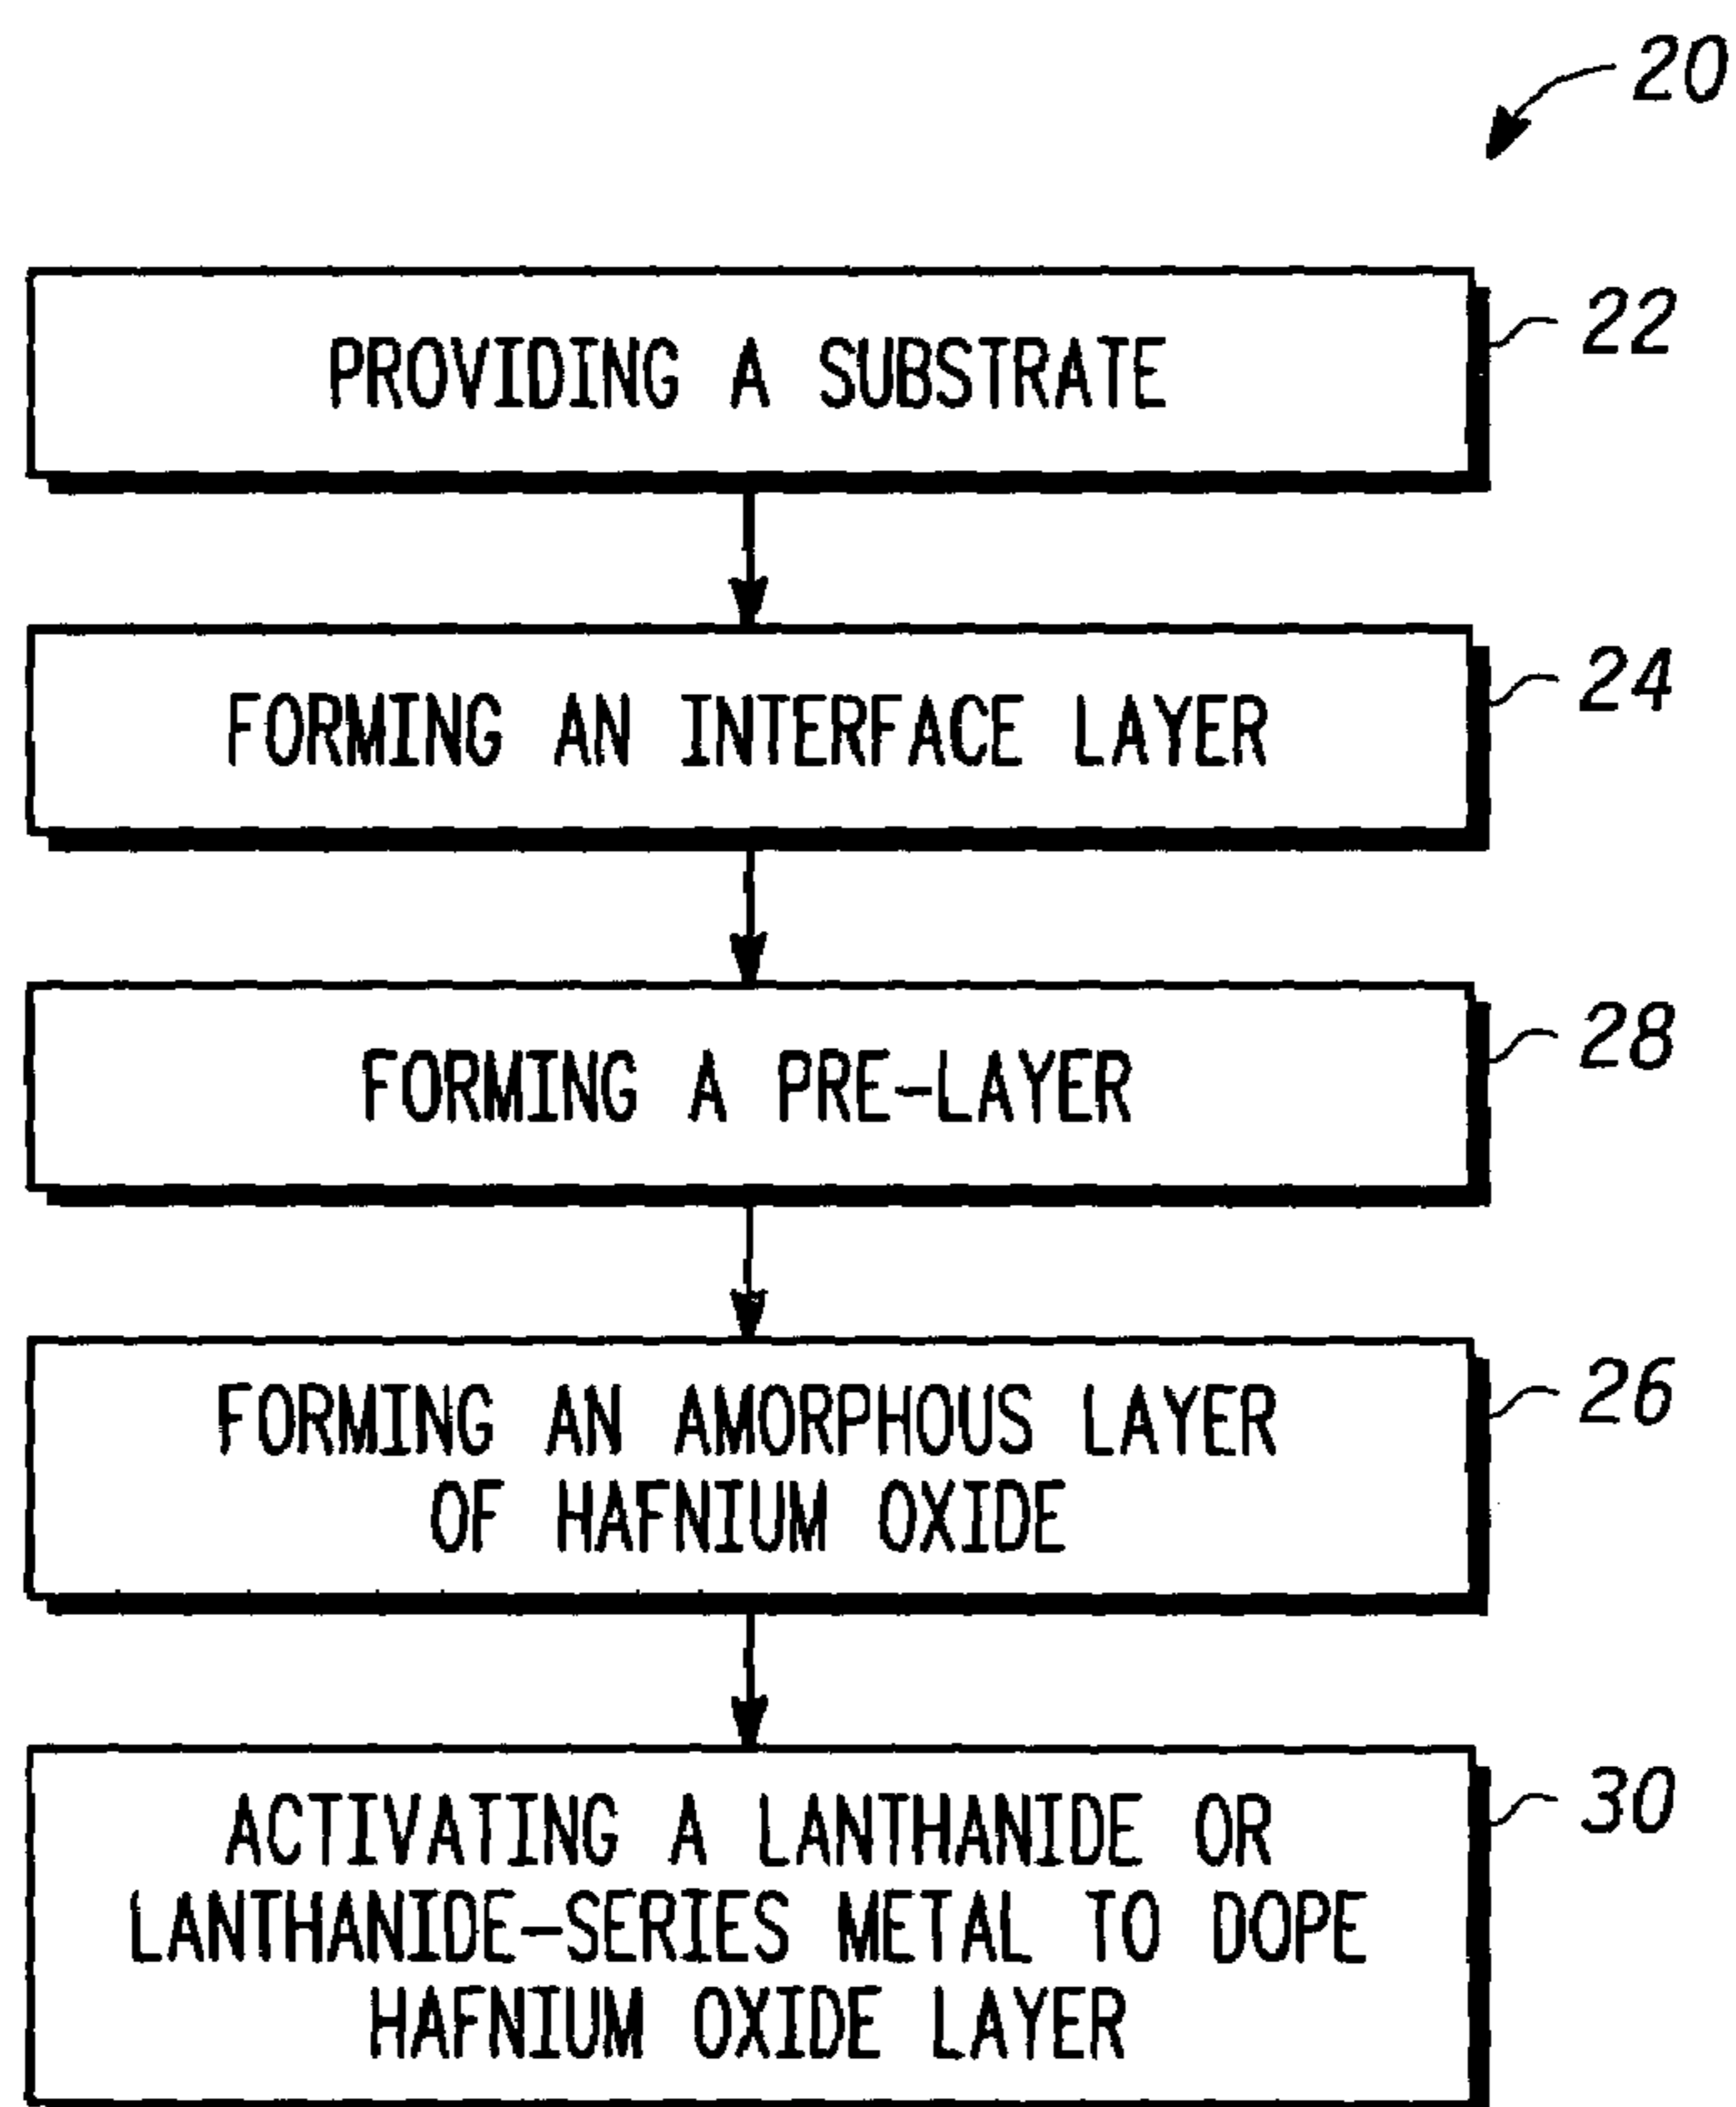 20
PROVIDING A SUBSTRATE
22
FORMING AN INTERFACE LAYER
24
FORMING A PRE-LAYER
28
FORMING AN AMORPHOUS LAYER
OF HAFNIUM OXIDE
26
ACTIVATING A LANTHANIDE OR
LANTHANIDE-SERIES METAL TO DOPE
HAFNIUM OXIDE LAYER
30